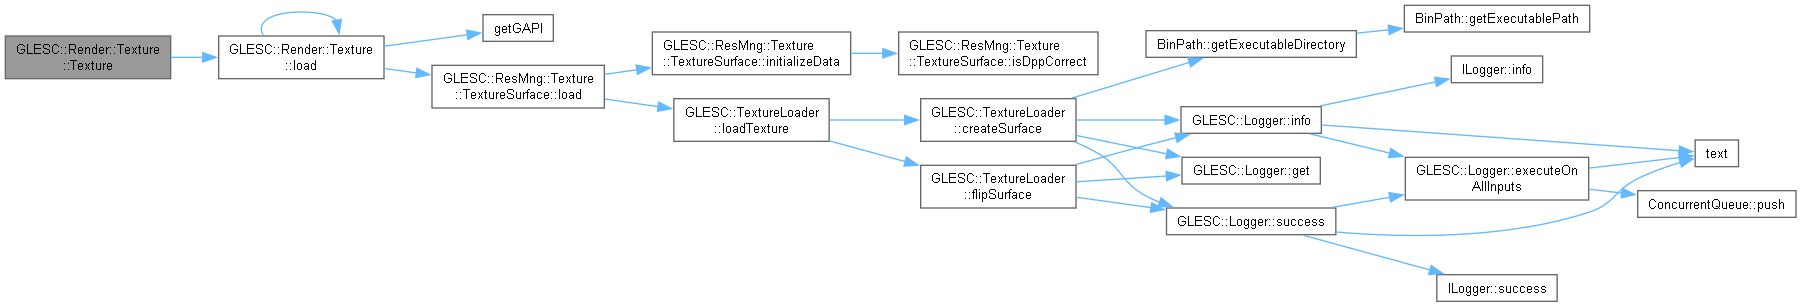 GLESC::Render::Texture
::Texture
GLESC::Render::Texture
::load
getGAPI
GLESC::ResMng::Texture
::TextureSurface::load
GLESC::ResMng::Texture
::TextureSurface::initializeData
GLESC::ResMng::Texture
::TextureSurface::isDppCorrect
GLESC::TextureLoader
::loadTexture
GLESC::TextureLoader
::createSurface
GLESC::TextureLoader
::flipSurface
BinPath::getExecutableDirectory
BinPath::getExecutablePath
GLESC::Logger::info
GLESC::Logger::get
GLESC::Logger::success
ILogger::info
GLESC::Logger::executeOn
AllInputs
text
ConcurrentQueue::push
ILogger::success